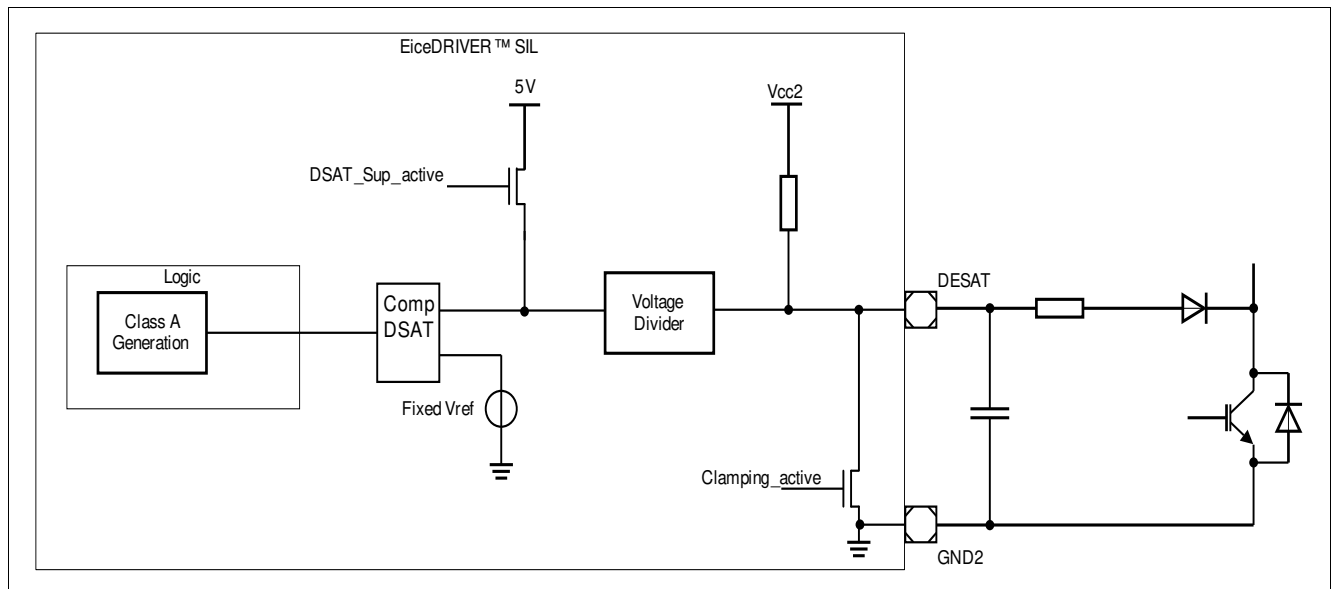 EiceDRIVER™ SIL
5V
Vcc2
DSAT_Sup_active
Logic
Class A
Generation
Comp
DSAT
Voltage
Divider
DESAT
Fixed Vref
Clamping_active
GND2